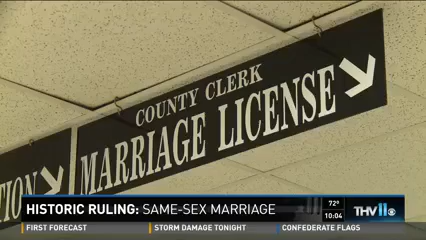 COUNTY CLERK
MARRIAGE LICENSE
TION
HISTORIC RULING: SAME-SEX MARRIAGE
72°
10:04
THV11
FIRST FORECAST
STORM DAMAGE TONIGHT
CONFEDERATE FLAGS